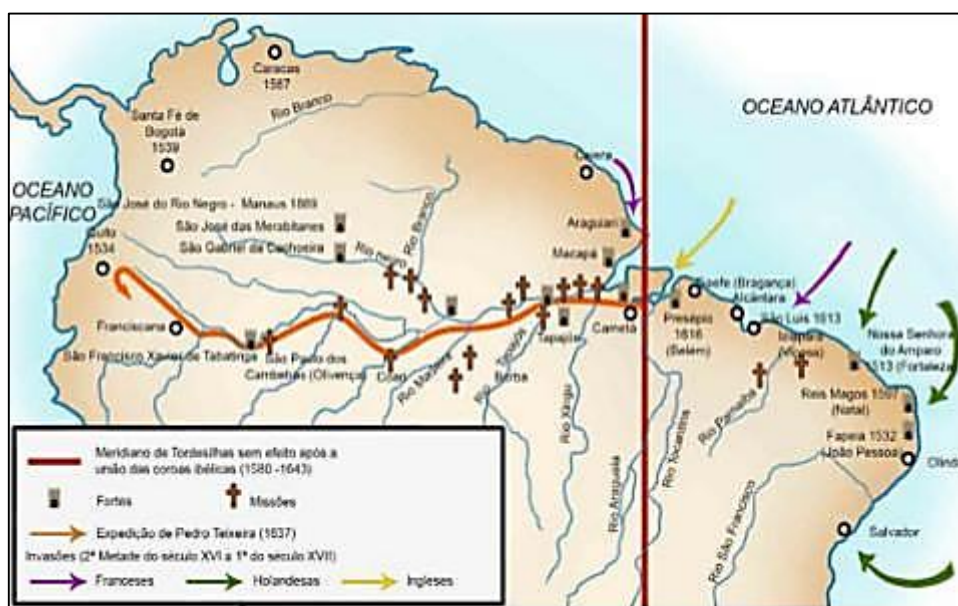 Caracas
1567
Rio Branco
OCEANO ATLÂNTICO
Santa Fé de
Bogotá
1539
OCEANO
PACÍFICO
São José do Rio Negro - Manaus 1669
São José das Marabitanes
São Gabriel da Cachoeira
Rio Branco
Rio negro
Quito
1534
Caiena
Araguari
Macapá
Caete (Bragança)
Alcântara
São Luís 1613
Presépio
1616
(Belém)
Cametá
Nossa Senhora
do Amparo
1613 (Fortaleza)
Franciscana
São Francisco Xavier de Tabatinga
São Paulo dos
Cambebas (Olivença)
Coari
Rio Madeira
Borba
Rio Tapajós
Tapajós
Rio Xingu
Rio Araguaia
Rio Tocantins
Rio Parnaíba
Rio São Francisco
Reis Magos 1597
(Natal)
1532
(João Pessoa)
Salvador
Meridiano de Tordesilhas sem efeito após a
união das coroas ibéricas (1580 -1643)
Fortes
Missões
Expedição de Pedro Teixeira (1637)
Invasões (2ª Metade do século XVI a 1ª do século XVII)
Franceses
Holandesas
Ingleses